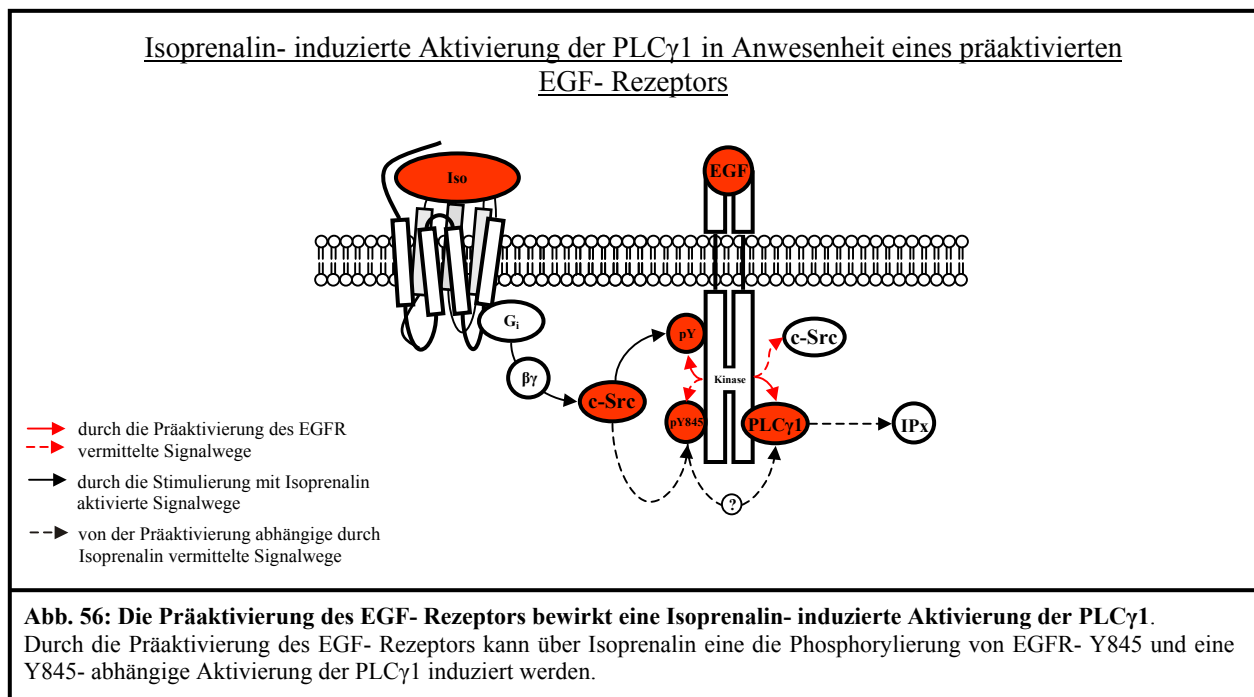 Isoprenalin- induzierte Aktivierung der PLCγ1 in Anwesenheit eines präaktivierten
EGF- Rezeptors
Iso
EGF
Gi
βγ
c-Src
pY
c-Src
Kinase
pY845
PLCγ1
IPx
?
durch die Präaktivierung des EGFR
vermittelte Signalwege
durch die Stimulierung mit Isoprenalin
aktivierte Signalwege
von der Präaktivierung abhängige durch
Isoprenalin vermittelte Signalwege
Abb. 56: Die Präaktivierung des EGF- Rezeptors bewirkt eine Isoprenalin- induzierte Aktivierung der PLCγ1.
Durch die Präaktivierung des EGF- Rezeptors kann über Isoprenalin eine die Phosphorylierung von EGFR- Y845 und eine
Y845- abhängige Aktivierung der PLCγ1 induziert werden.